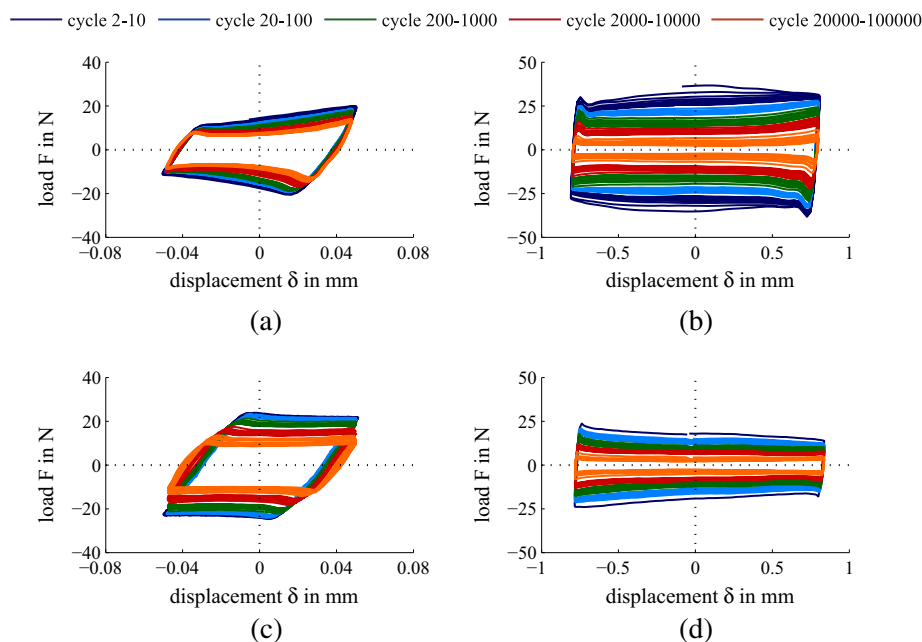 cycle 2-10 cycle 20-100 cycle 200-1000 cycle 2000-10000 cycle 20000-100000
40
20
0
−20
−40
−0.08 −0.04 0 0.04 0.08
load F in N
displacement δ in mm
(a)
50
25
0
−25
−50
−1 −0.5 0 0.5 1
load F in N
displacement δ in mm
(b)
40
20
0
−20
−40
−0.08 −0.04 0 0.04 0.08
load F in N
displacement δ in mm
(c)
50
25
0
−25
−50
−1 −0.5 0 0.5 1
load F in N
displacement δ in mm
(d)